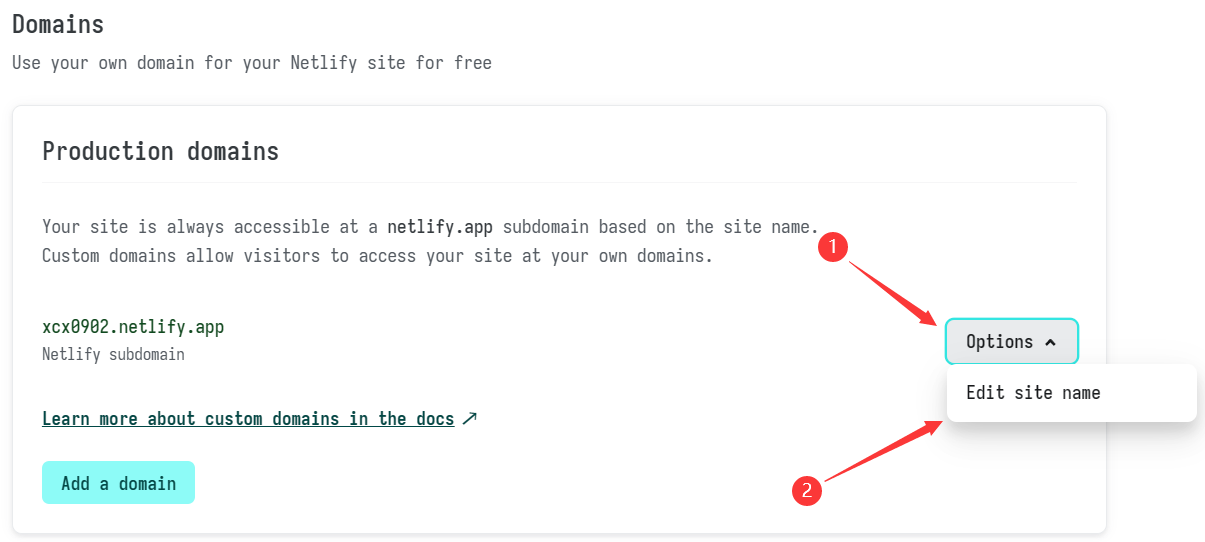 Domains
Use your own domain for your Netlify site for free
Production domains
Your site is always accessible at a netlify.app subdomain based on the site name.
Custom domains allow visitors to access your site at your own domains.
1
xcx0902.netlify.app
Netlify subdomain
Options
Edit site name
Learn more about custom domains in the docs
Add a domain
2